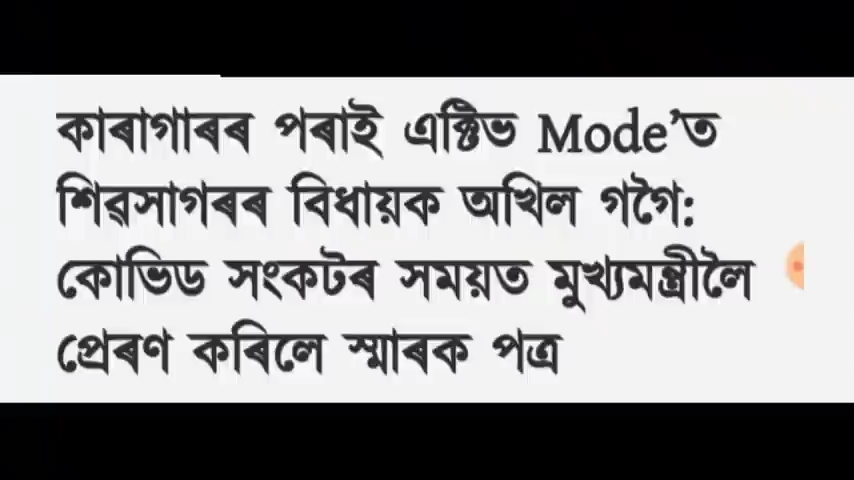 কাৰাগাৰৰ পৰাই এক্টিভ Mode’ত
শিৱসাগৰৰ বিধায়ক অখিল গগৈ:
কোভিড সংকটৰ সময়ত মুখ্যমন্ত্ৰীলৈ
প্ৰেৰণ কৰিলে স্মাৰক পত্ৰ